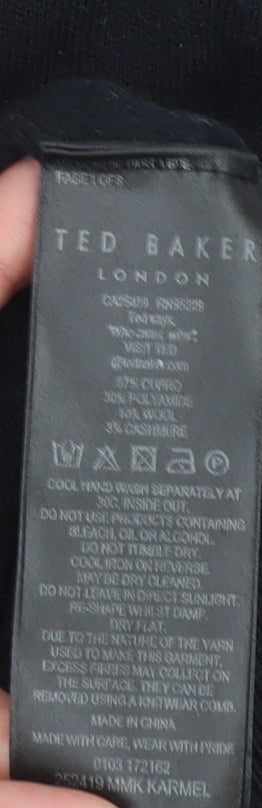 TED BAKER
LONDON
Ted says,
VISIT TED
57% CUPRO
30% POLYAMIDE
10% WOOL
3% CASHMERE
COOL HAND WASH SEPARATELY AT
30C, INSIDE OUT.
DO NOT USE PRODUCTS CONTAINING
BLEACH, OIL OR ALCOHOL.
DO NOT TUMBLE DRY.
COOL IRON ON REVERSE.
MAY BE DRY CLEANED.
DO NOT LEAVE IN DIRECT SUNLIGHT.
RE-SHAPE WHILST DAMP.
DRY FLAT.
DUE TO THE NATURE OF THE YARN
USED TO MAKE THIS GARMENT,
EXCESS FIBRES MAY COLLECT ON
THE SURFACE. THEY CAN BE
REMOVED USING A KNITWEAR COMB.
MADE IN CHINA
MADE WITH CARE, WEAR WITH PRIDE
0103 172162
252419 MMK KARMEL